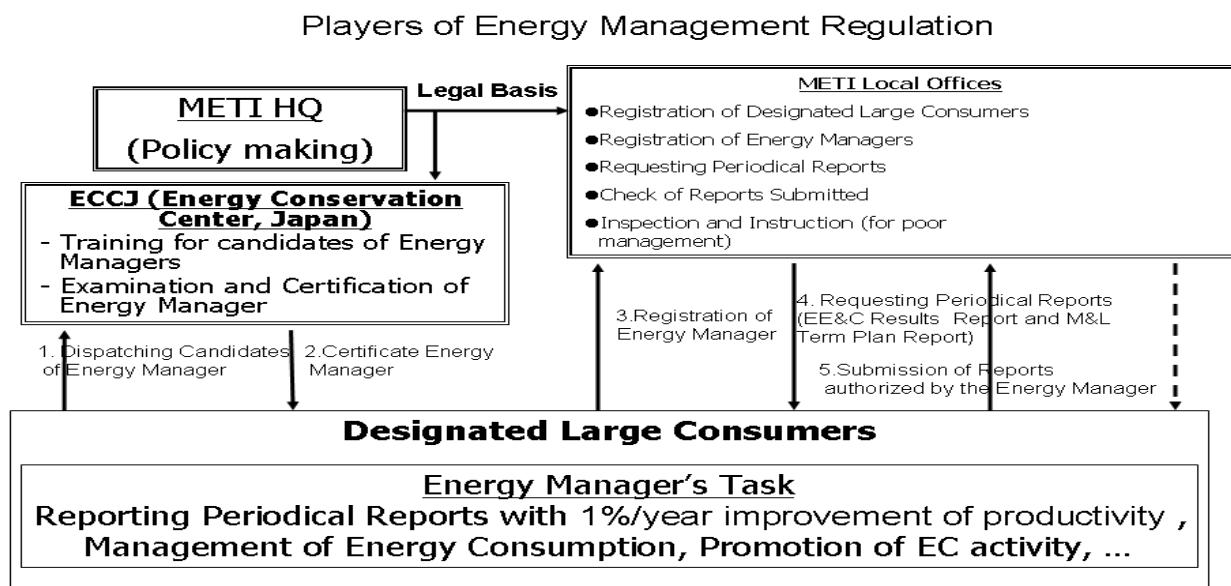 Players of Energy Management Regulation
METI HQ
(Policy making)
Legal Basis
METI Local Offices
●Registration of Designated Large Consumers
●Registration of Energy Managers
●Requesting Periodical Reports
●Check of Reports Submitted
●Inspection and Instruction (for poor
management)
ECCJ (Energy Conservation
Center, Japan)
- Training for candidates of Energy
Managers
- Examination and Certification of
Energy Manager
1. Dispatching Candidates
of Energy Manager
2.Certificate Energy
Manager
3.Registration of
Energy Manager
4. Requesting Periodical Reports
(EE&C Results Report and M&L
Term Plan Report)
5.Submission of Reports
authorized by the Energy Manager
Designated Large Consumers
Energy Manager's Task
Reporting Periodical Reports with 1%/year improvement of productivity ,
Management of Energy Consumption, Promotion of EC activity, ...